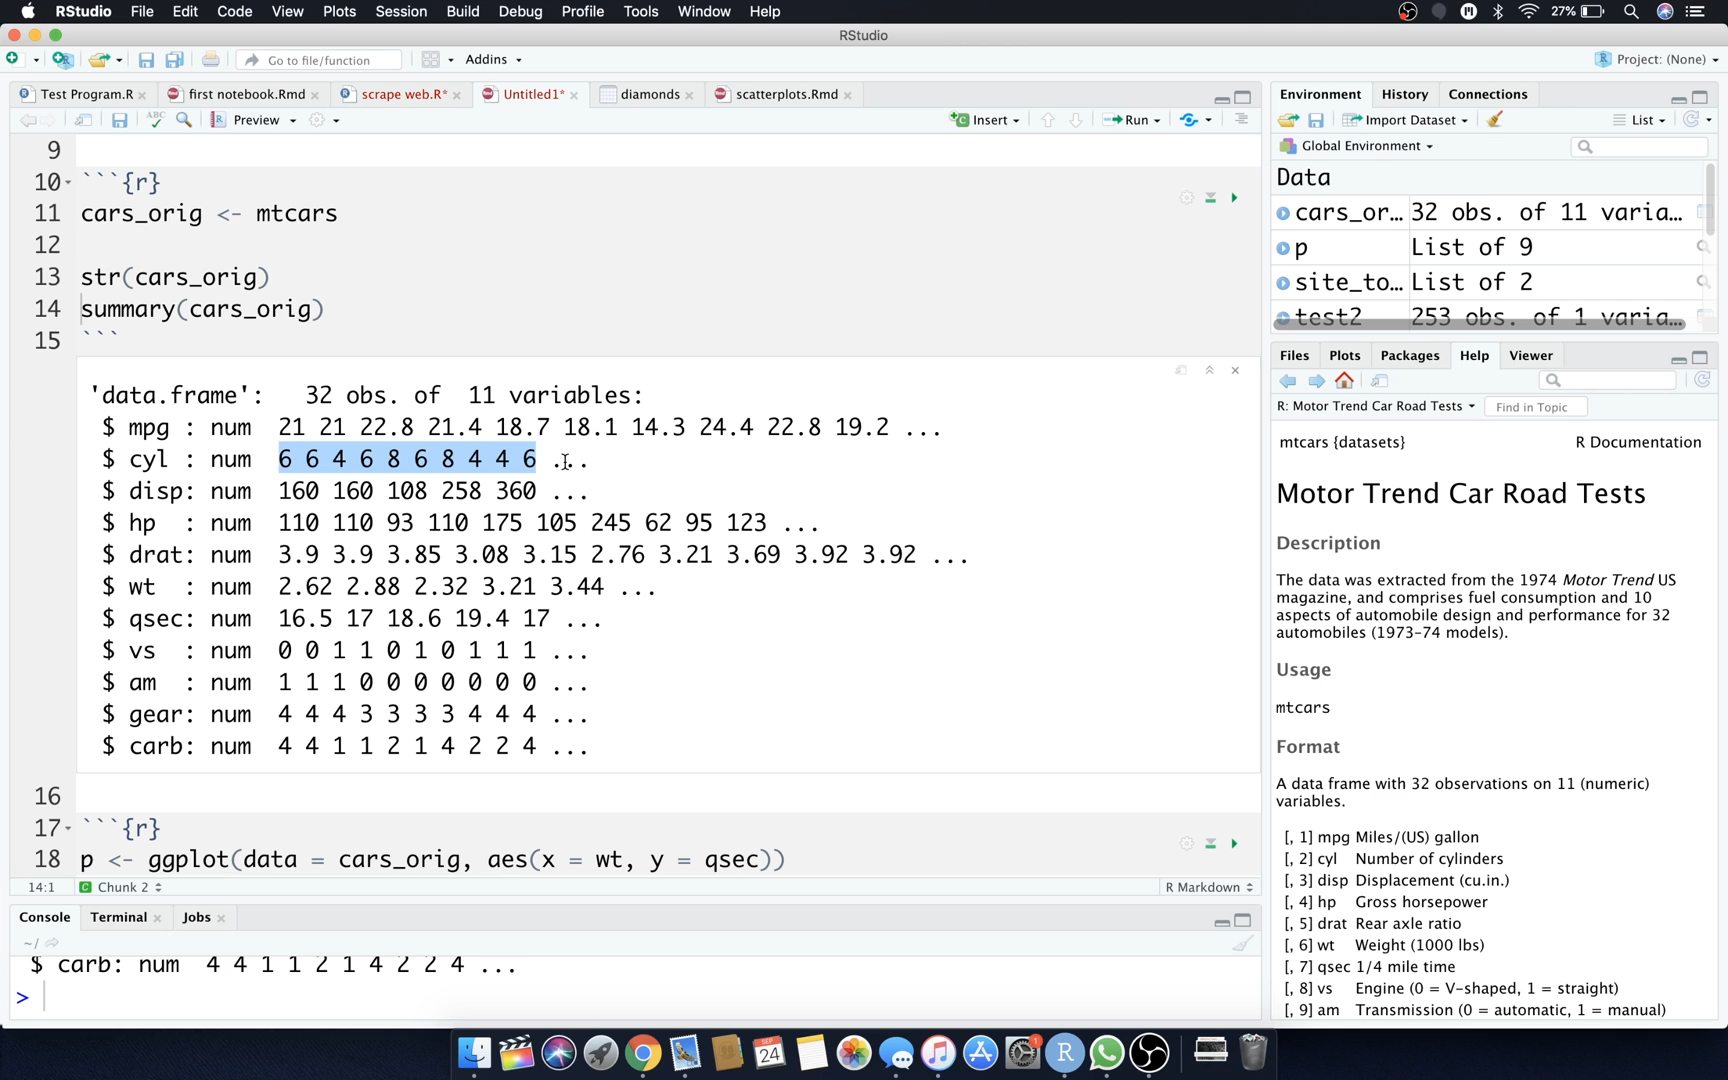 RStudio File Edit Code View Plots Session Build Debug Profile Tools Window Help 27%
RStudio
Go to file/function Addins Project: (None)
Test Program.R first notebook.Rmd scrape web.R* Untitled1* diamonds scatterplots.Rmd
ABC Preview Insert Run
9
10 ```{r}
11 cars_orig <- mtcars
12
13 str(cars_orig)
14 summary(cars_orig)
15 ```
'data.frame': 32 obs. of 11 variables:
$ mpg : num 21 21 22.8 21.4 18.7 18.1 14.3 24.4 22.8 19.2 ...
$ cyl : num 6 6 4 6 8 6 8 4 4 6 ...
$ disp: num 160 160 108 258 360 ...
$ hp : num 110 110 93 110 175 105 245 62 95 123 ...
$ drat: num 3.9 3.9 3.85 3.08 3.15 2.76 3.21 3.69 3.92 3.92 ...
$ wt : num 2.62 2.88 2.32 3.21 3.44 ...
$ qsec: num 16.5 17 18.6 19.4 17 ...
$ vs : num 0 0 1 1 0 1 0 1 1 1 ...
$ am : num 1 1 1 0 0 0 0 0 0 0 ...
$ gear: num 4 4 4 3 3 3 3 4 4 4 ...
$ carb: num 4 4 1 1 2 1 4 2 2 4 ...
16
17 ```{r}
18 p <- ggplot(data = cars_orig, aes(x = wt, y = qsec))
14:1 Chunk 2 R Markdown
Console Terminal Jobs
~/
$ carb: num 4 4 1 1 2 1 4 2 2 4 ...
>
Environment History Connections
Import Dataset List
Global Environment
Data
cars_or... 32 obs. of 11 varia...
p List of 9
site_to... List of 2
test2 253 obs. of 1 varia...
Files Plots Packages Help Viewer
R: Motor Trend Car Road Tests Find in Topic
mtcars {datasets} R Documentation
Motor Trend Car Road Tests
Description
The data was extracted from the 1974 Motor Trend US
magazine, and comprises fuel consumption and 10
aspects of automobile design and performance for 32
automobiles (1973–74 models).
Usage
mtcars
Format
A data frame with 32 observations on 11 (numeric)
variables.
[, 1] mpg Miles/(US) gallon
[, 2] cyl Number of cylinders
[, 3] disp Displacement (cu.in.)
[, 4] hp Gross horsepower
[, 5] drat Rear axle ratio
[, 6] wt Weight (1000 lbs)
[, 7] qsec 1/4 mile time
[, 8] vs Engine (0 = V-shaped, 1 = straight)
[, 9] am Transmission (0 = automatic, 1 = manual)
SEP
24
1
R